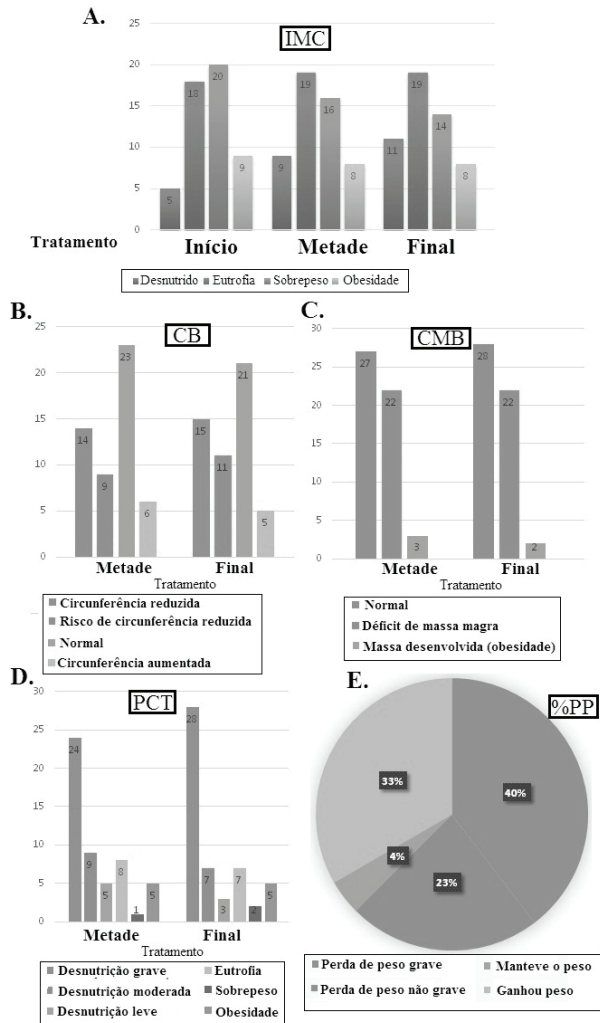 A.
IMC
25
20
15
10
5
0
5 18 20 9
9 19 16 8
11 19 14 8
Tratamento Início Metade Final
Desnutrido Eutrofia Sobrepeso Obesidade
B.
CB
25
20
15
10
5
0
14 9 23 6
15 11 21 5
Metade Final
Tratamento
Circunferência reduzida
Risco de circunferência reduzida
Normal
Circunferência aumentada
C.
CMB
30
25
20
15
10
5
0
27 22 3
28 22 2
Metade Final
Tratamento
Normal
Déficit de massa magra
Massa desenvolvida (obesidade)
D.
PCT
30
25
20
15
10
5
0
24 9 5 8 1 5
28 7 3 7 2 5
Metade Final
Tratamento
Desnutrição grave Eutrofia
Desnutrição moderada Sobrepeso
Desnutrição leve Obesidade
E.
%PP
33%
40%
4%
23%
Perda de peso grave Manteve o peso
Perda de peso não grave Ganhou peso